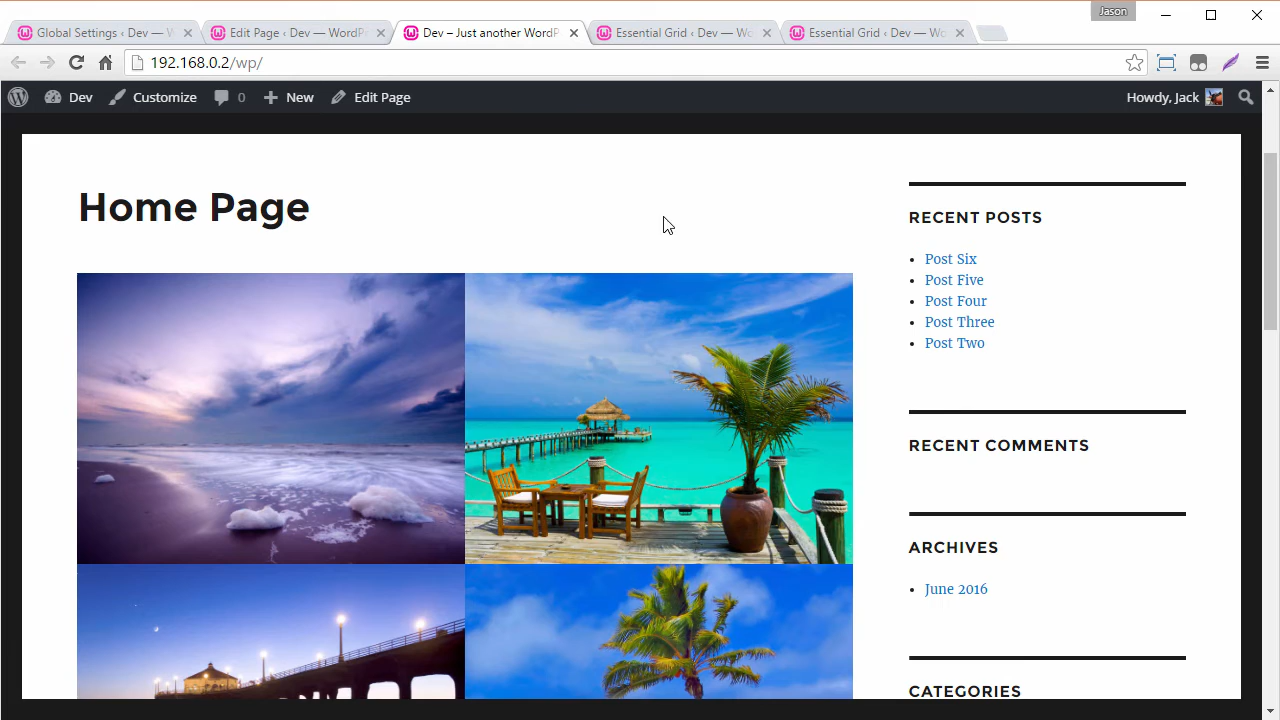 Jason
Global Settings ‹ Dev — W
Edit Page ‹ Dev — WordPr
Dev – Just another WordP
Essential Grid ‹ Dev — Wo
Essential Grid ‹ Dev — Wo
192.168.0.2/wp/
Dev
Customize
0
New
Edit Page
Howdy, Jack
Home Page
RECENT POSTS
Post Six
Post Five
Post Four
Post Three
Post Two
RECENT COMMENTS
ARCHIVES
June 2016
CATEGORIES